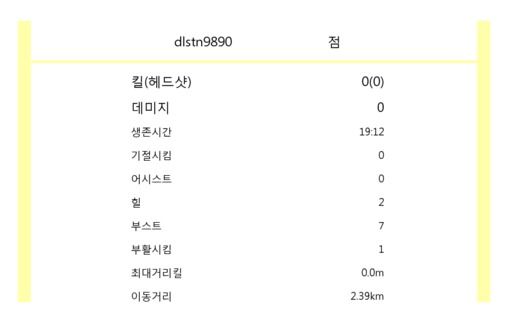 dlstn9890 점
킬(헤드샷) 0(0)
데미지 0
생존시간 19:12
기절시킴 0
어시스트 0
힐 2
부스트 7
부활시킴 1
최대거리킬 0.0m
이동거리 2.39km